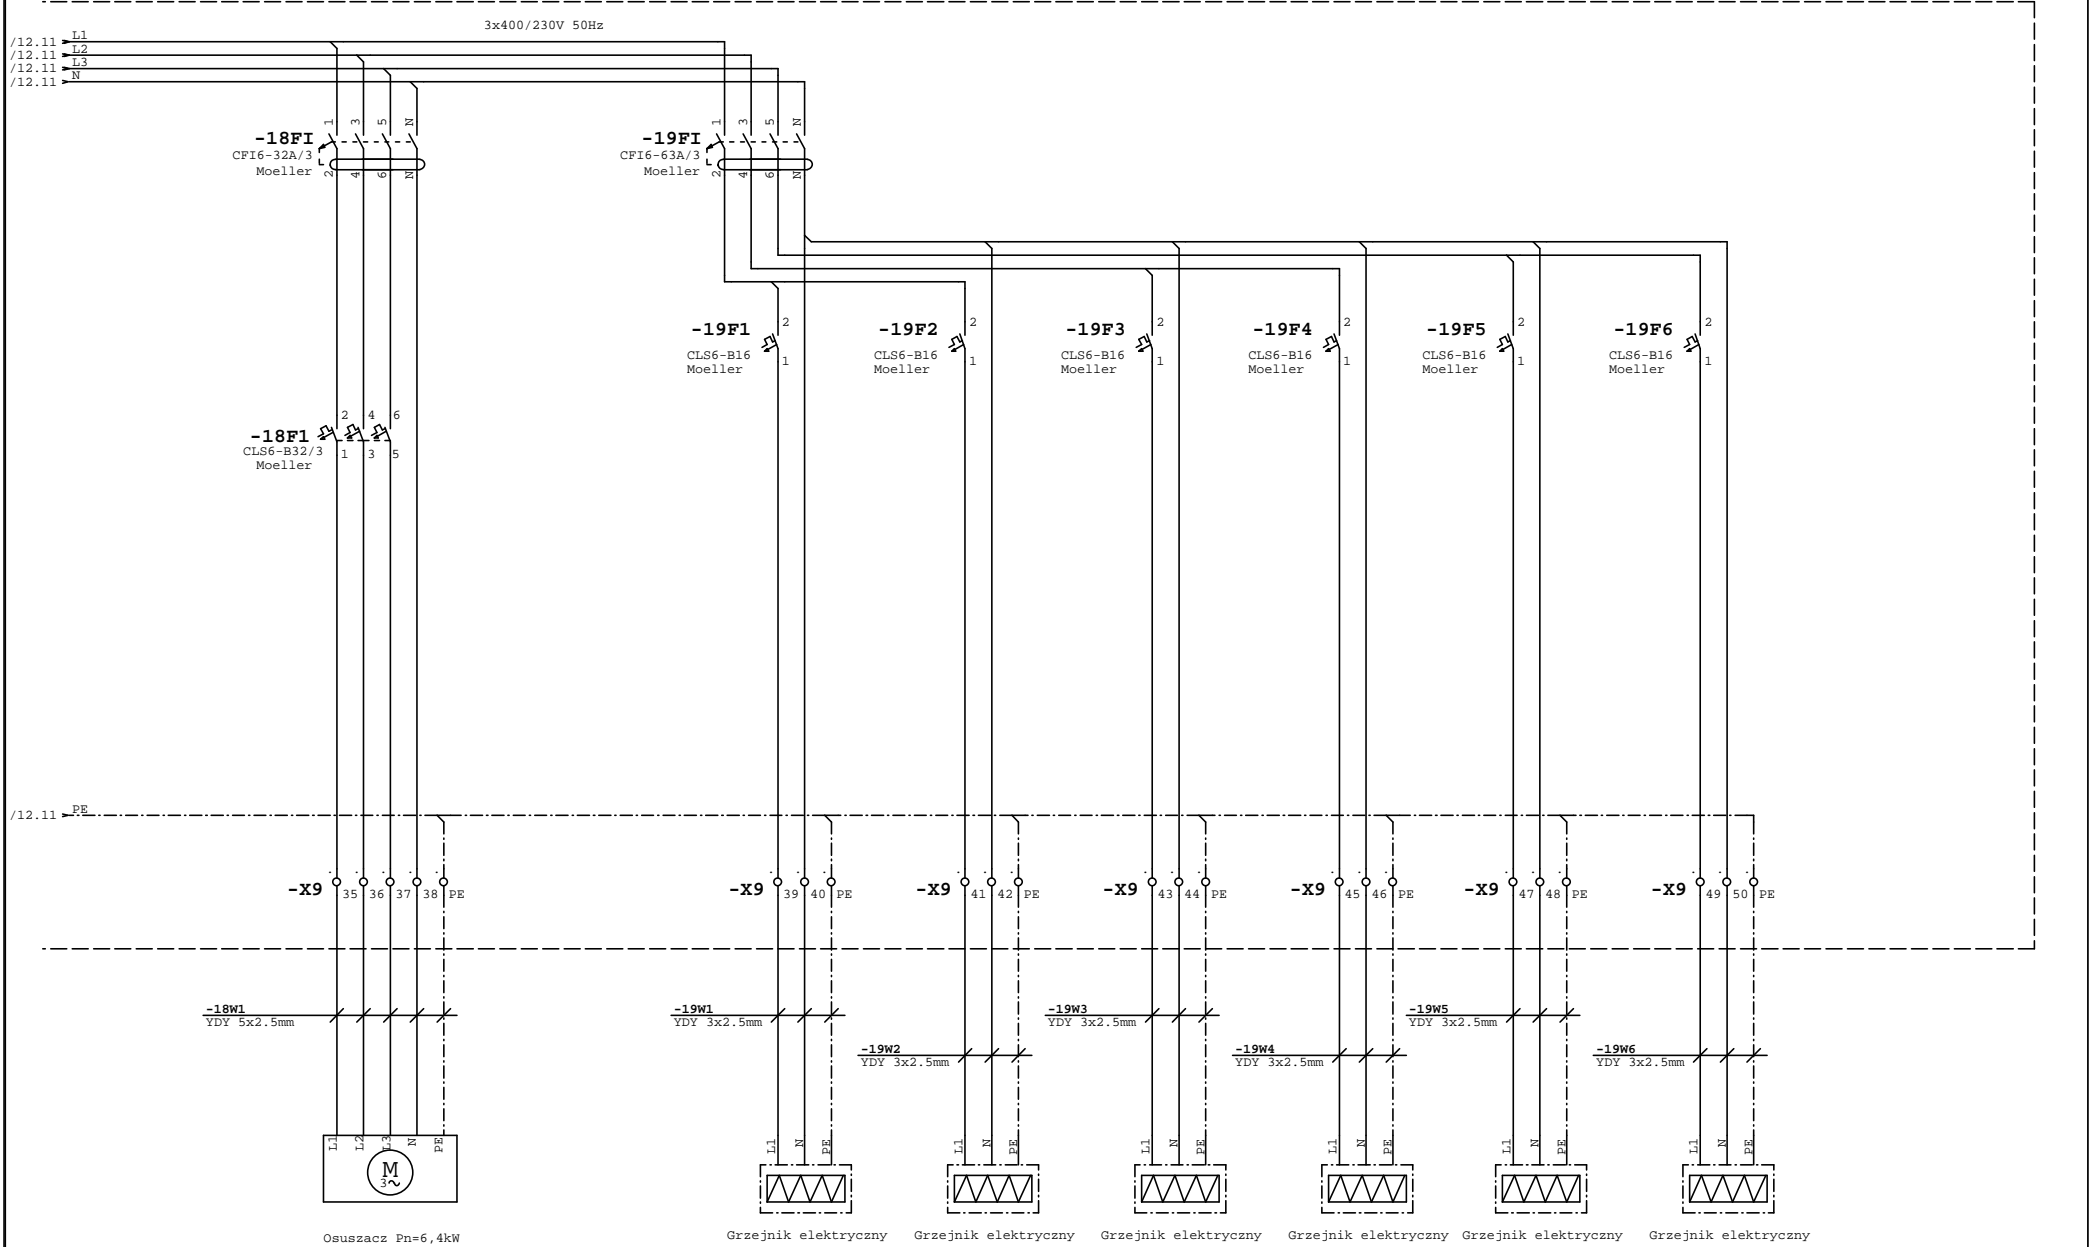 3x400/230V 50Hz
/12.11 L1
/12.11 L2
/12.11 L3
/12.11 N
1 3 5 N
-18FI
CFI6-32A/3
Moeller
2 4 6 N
1 3 5 N
-19FI
CFI6-63A/3
Moeller
2 4 6 N
-19F1
CLS6-B16
Moeller
2
1
-19F2
CLS6-B16
Moeller
2
1
-19F3
CLS6-B16
Moeller
2
1
-19F4
CLS6-B16
Moeller
2
1
-19F5
CLS6-B16
Moeller
2
1
-19F6
CLS6-B16
Moeller
2
1
2 4 6
-18F1
CLS6-B32/3
Moeller
1 3 5
/12.11 PE
-X9 35 36 37 38 PE
-X9 39 40 PE
-X9 41 42 PE
-X9 43 44 PE
-X9 45 46 PE
-X9 47 48 PE
-X9 49 50 PE
-18W1
YDY 5x2.5mm
-19W1
YDY 3x2.5mm
-19W2
YDY 3x2.5mm
-19W3
YDY 3x2.5mm
-19W4
YDY 3x2.5mm
-19W5
YDY 3x2.5mm
-19W6
YDY 3x2.5mm
L1 L2 L3 N PE
L1 N PE
L1 N PE
L1 N PE
L1 N PE
L1 N PE
L1 N PE
M
3~
Osuszacz Pn=6,4kW
Grzejnik elektryczny
Grzejnik elektryczny
Grzejnik elektryczny
Grzejnik elektryczny
Grzejnik elektryczny
Grzejnik elektryczny